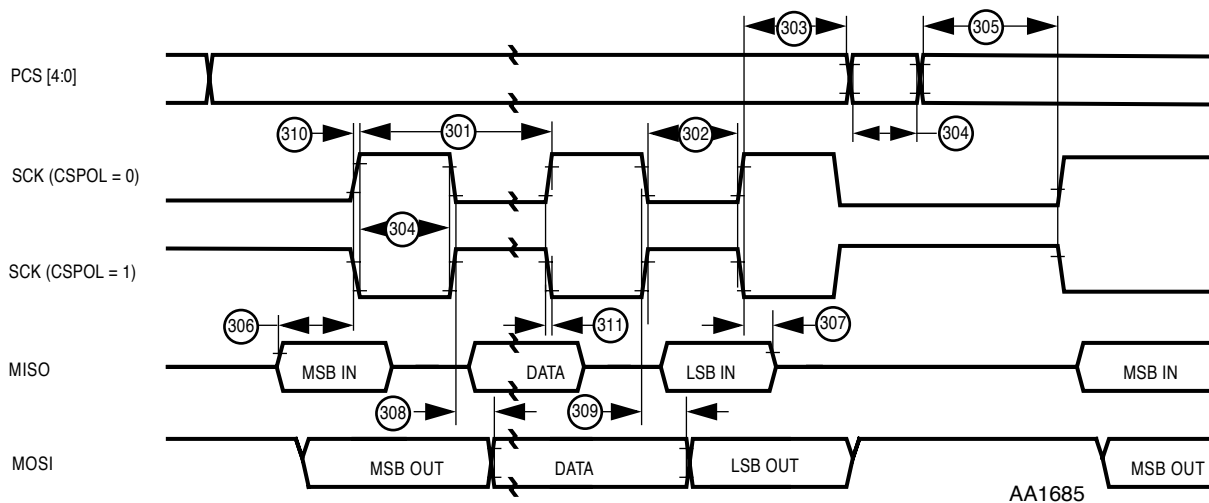 303
305
PCS [4:0]
310
301
302
304
SCK (CSPOL = 0)
304
SCK (CSPOL = 1)
306
311
307
MISO
MSB IN
DATA
LSB IN
MSB IN
308
309
MOSI
MSB OUT
DATA
LSB OUT
MSB OUT
AA1685